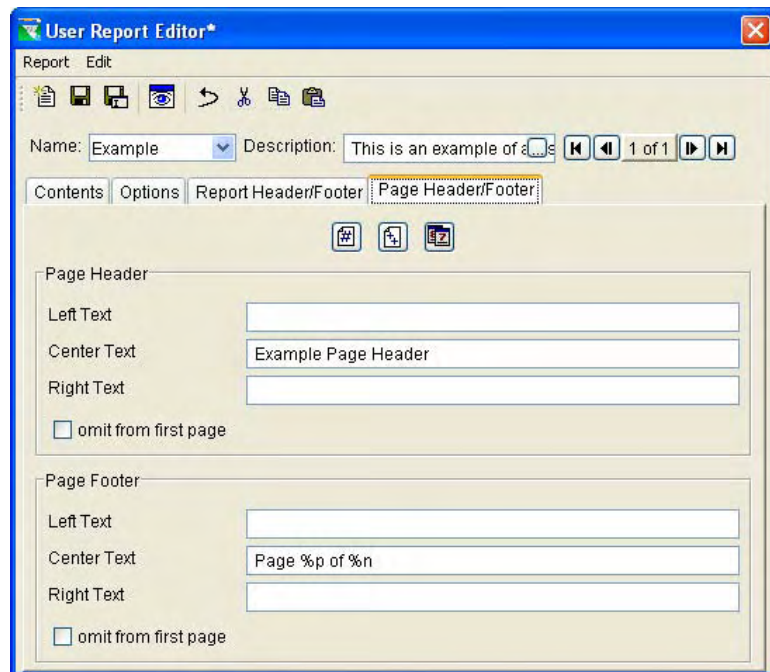 User Report Editor*
Report Edit
Name: Example Description: This is an example of a ... s 1 of 1
Contents Options Report Header/Footer Page Header/Footer
#
Page Header
Left Text
Center Text Example Page Header
Right Text
omit from first page
Page Footer
Left Text
Center Text Page %p of %n
Right Text
omit from first page